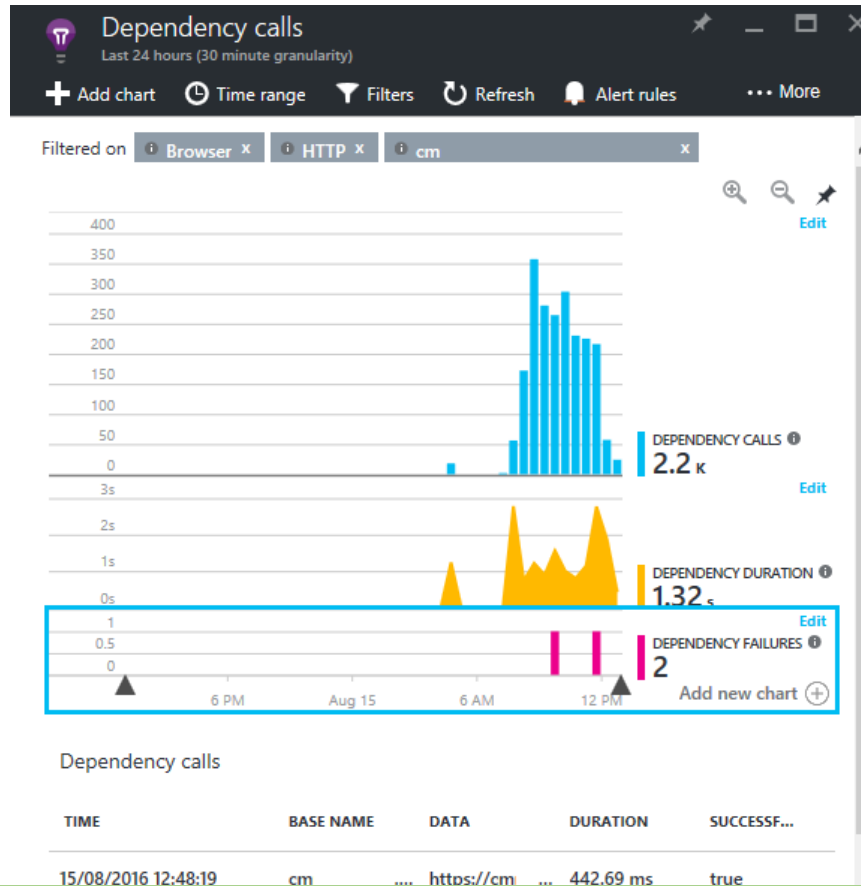 Dependency calls
Last 24 hours (30 minute granularity)
Add chart Time range Filters Refresh Alert rules ... More
Filtered on Browser x HTTP x cm x
Edit
400
350
300
250
200
150
100
50
0
DEPENDENCY CALLS
2.2 K
Edit
3s
2s
1s
0s
DEPENDENCY DURATION
1.32 s
Edit
1
0.5
0
DEPENDENCY FAILURES
2
6 PM Aug 15 6 AM 12 PM
Add new chart
Dependency calls
TIME BASE NAME DATA DURATION SUCCESSF...
15/08/2016 12:48:19 cm .... https://cm ... 442.69 ms true